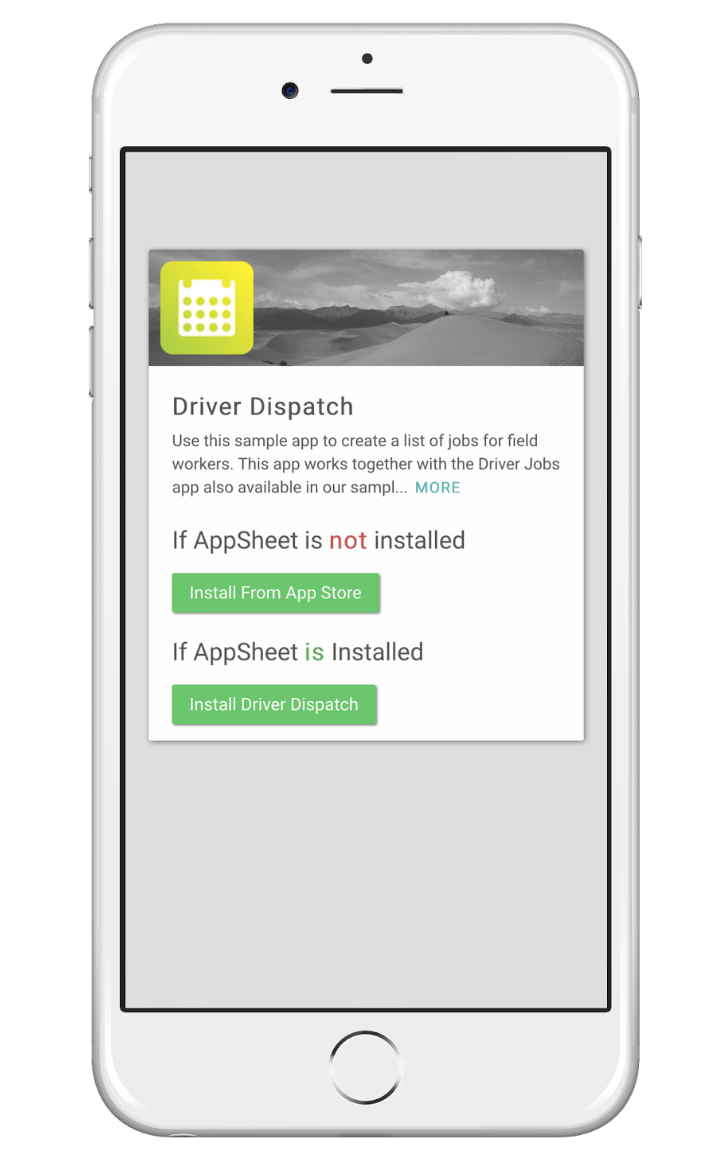 Driver Dispatch
Use this sample app to create a list of jobs for field
workers. This app works together with the Driver Jobs
app also available in our sampl... MORE
If AppSheet is not installed
Install From App Store
If AppSheet is Installed
Install Driver Dispatch